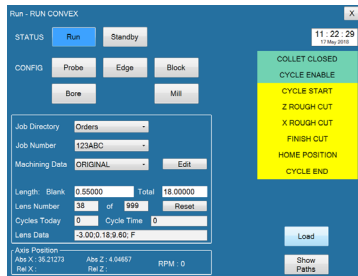 Run - RUN CONVEX X
STATUS Run Standby
11 : 22 : 29
17 May 2018
CONFIG Probe Edge Block
Bore Mill
COLLET CLOSED
CYCLE ENABLE
CYCLE START
Z ROUGH CUT
X ROUGH CUT
FINISH CUT
HOME POSITION
CYCLE END
Job Directory Orders
Job Number 123ABC
Machining Data ORIGINAL Edit
Length: Blank 0.55000 Total 18.00000
Lens Number 38 of 999 Reset
Cycles Today 0 Cycle Time 0
Lens Data -3.00;0.18;9.60; F
Axis Position
Abs X : 35.21273 Abs Z : 4.04657 RPM : 0
Rel X : Rel Z :
Load
Show
Paths